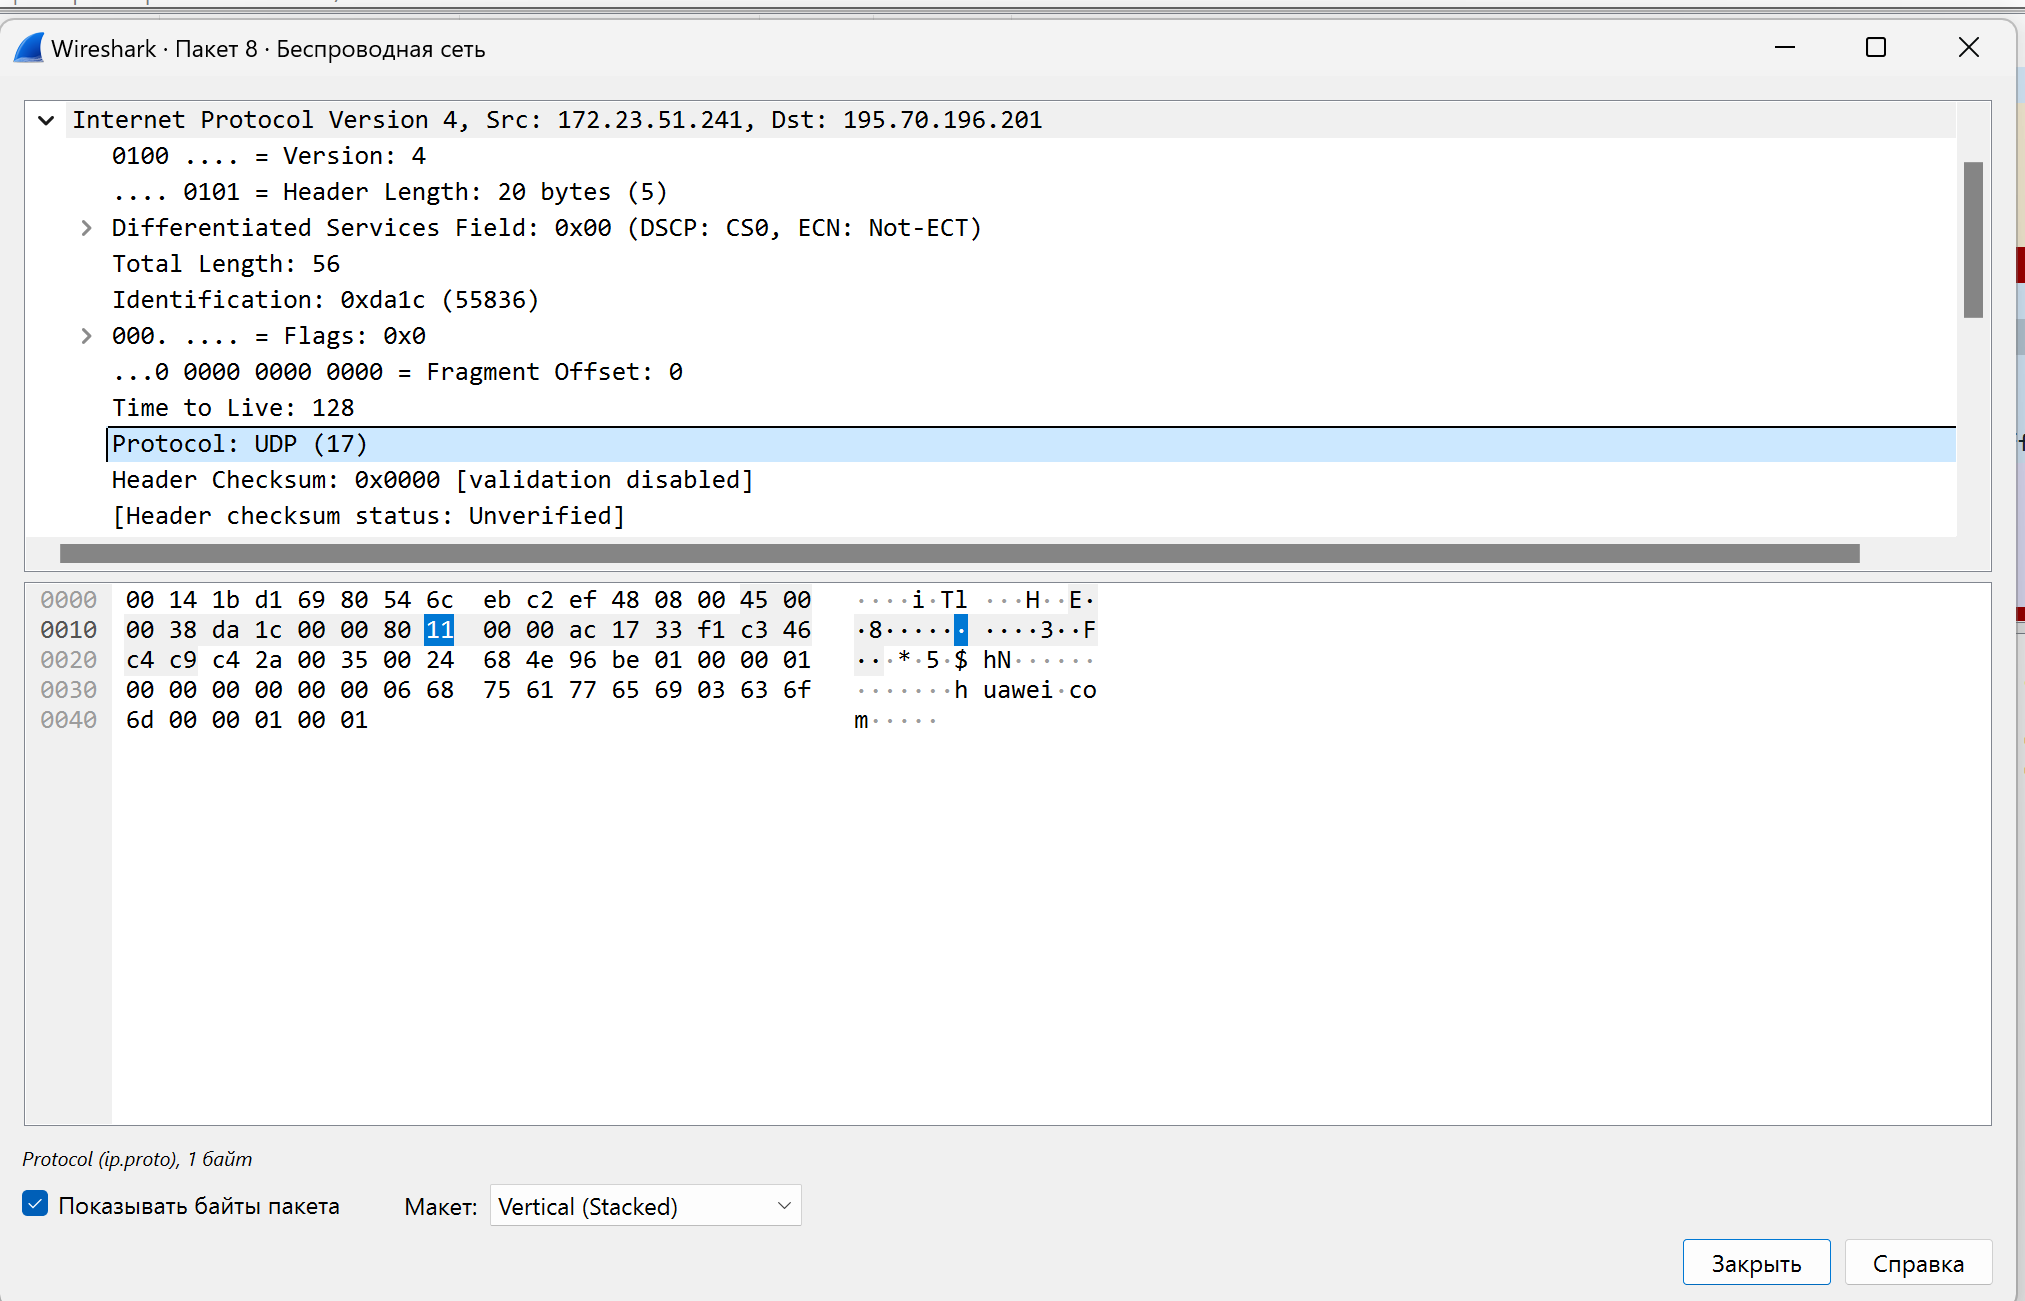 Wireshark · Пакет 8 · Беспроводная сеть
Internet Protocol Version 4, Src: 172.23.51.241, Dst: 195.70.196.201
0100 .... = Version: 4
.... 0101 = Header Length: 20 bytes (5)
Differentiated Services Field: 0x00 (DSCP: CS0, ECN: Not-ECT)
Total Length: 56
Identification: 0xda1c (55836)
000. .... = Flags: 0x0
...0 0000 0000 0000 = Fragment Offset: 0
Time to Live: 128
Protocol: UDP (17)
Header Checksum: 0x0000 [validation disabled]
[Header checksum status: Unverified]
0000 00 14 1b d1 69 80 54 6c eb c2 ef 48 08 00 45 00 ····i·Tl ···H··E·
0010 00 38 da 1c 00 00 80 11 00 00 ac 17 33 f1 c3 46 ·8······ ····3··F
0020 c4 c9 c4 2a 00 35 00 24 68 4e 96 be 01 00 00 01 ···*·5·$ hN······
0030 00 00 00 00 00 00 06 68 75 61 77 65 69 03 63 6f ·······h uawei·co
0040 6d 00 00 01 00 01 m·····
Protocol (ip.proto), 1 байт
Показывать байты пакета Макет: Vertical (Stacked)
Закрыть Справка